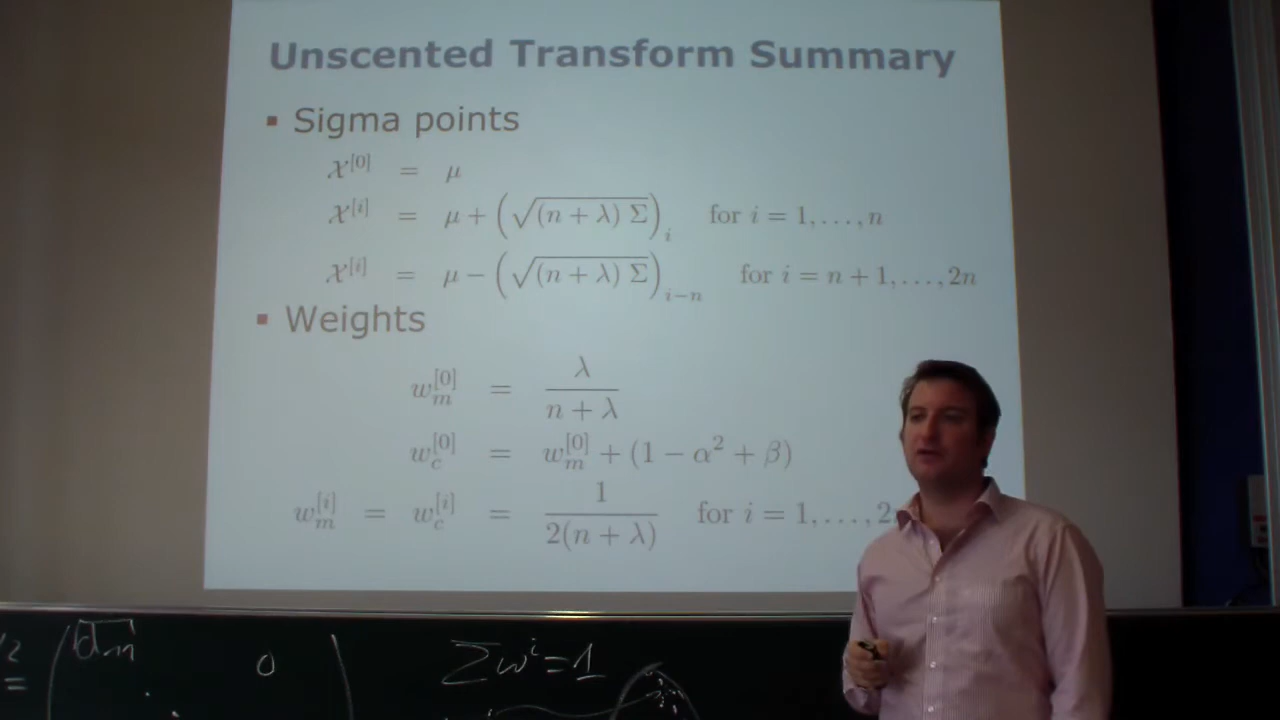 Unscented Transform Summary
▪ Sigma points
𝒳^[0] = μ
𝒳^[i] = μ + (√((n + λ) Σ))_i for i = 1, . . . , n
𝒳^[i] = μ − (√((n + λ) Σ))_{i−n} for i = n + 1, . . . , 2n
▪ Weights
w_m^[0] = λ / (n + λ)
w_c^[0] = w_m^[0] + (1 − α² + β)
w_m^[i] = w_c^[i] = 1 / (2(n + λ)) for i = 1, . . . , 2
0
Σ w^i = 1